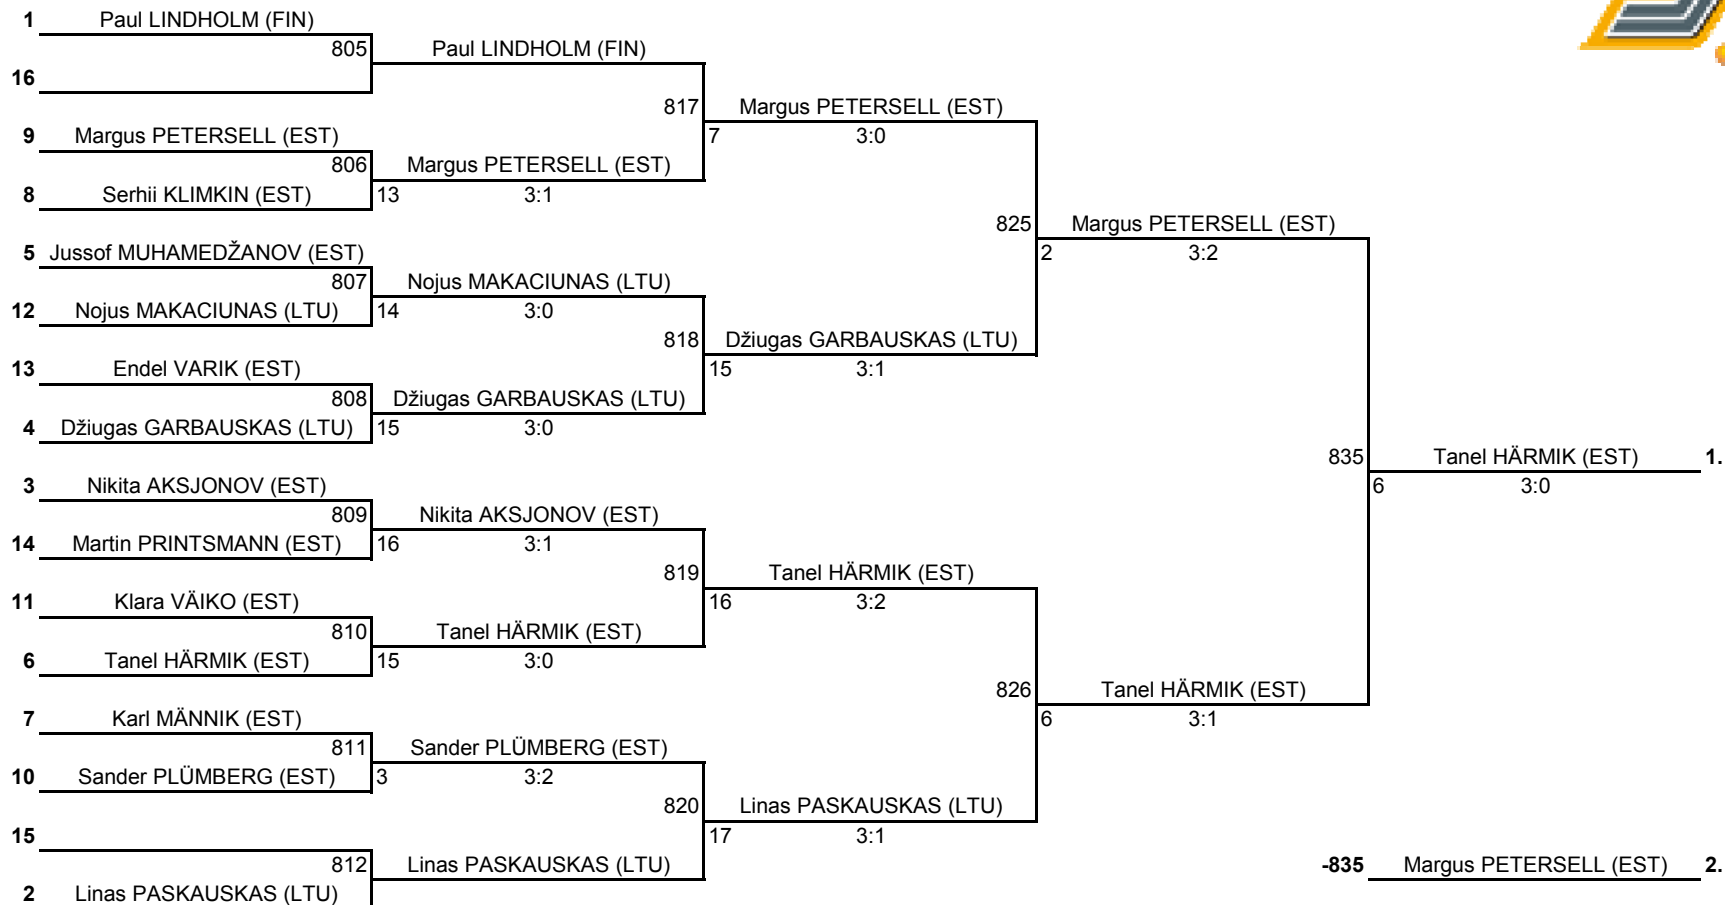 1 Paul LINDHOLM (FIN)
805 Paul LINDHOLM (FIN)
16
817 Margus PETERSELL (EST)
9 Margus PETERSELL (EST) 7 3:0
806 Margus PETERSELL (EST)
8 Serhii KLIMKIN (EST) 13 3:1
825 Margus PETERSELL (EST)
5 Jussof MUHAMEDŽANOV (EST) 2 3:2
807 Nojus MAKACIUNAS (LTU)
12 Nojus MAKACIUNAS (LTU) 14 3:0
818 Džiugas GARBAUSKAS (LTU)
13 Endel VARIK (EST) 15 3:1
808 Džiugas GARBAUSKAS (LTU)
4 Džiugas GARBAUSKAS (LTU) 15 3:0
835 Tanel HÄRMIK (EST) 1.
3 Nikita AKSJONOV (EST) 6 3:0
809 Nikita AKSJONOV (EST)
14 Martin PRINTSMANN (EST) 16 3:1
819 Tanel HÄRMIK (EST)
11 Klara VÄIKO (EST) 16 3:2
810 Tanel HÄRMIK (EST)
6 Tanel HÄRMIK (EST) 15 3:0
826 Tanel HÄRMIK (EST)
7 Karl MÄNNIK (EST) 6 3:1
811 Sander PLÜMBERG (EST)
10 Sander PLÜMBERG (EST) 3 3:2
820 Linas PASKAUSKAS (LTU)
15 17 3:1
812 Linas PASKAUSKAS (LTU) -835 Margus PETERSELL (EST) 2.
2 Linas PASKAUSKAS (LTU)